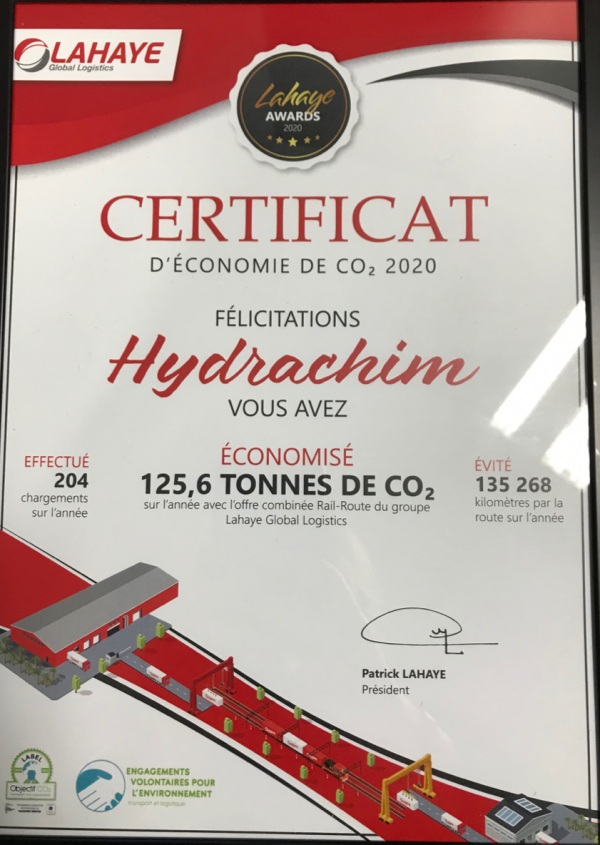 LAHAYE
Global Logistics
Lahaye
AWARDS
2020
CERTIFICAT
D'ÉCONOMIE DE CO₂ 2020
FÉLICITATIONS
Hydrachim
VOUS AVEZ
EFFECTUÉ
204
chargements
sur l'année
ÉCONOMISÉ
125,6 TONNES DE CO₂
sur l'année avec l'offre combinée Rail-Route du groupe
Lahaye Global Logistics
ÉVITÉ
135 268
kilomètres par la
route sur l'année
Patrick LAHAYE
Président
LABEL
Objectif CO₂
ENGAGEMENTS
VOLONTAIRES POUR
L'ENVIRONNEMENT
transport et logistique